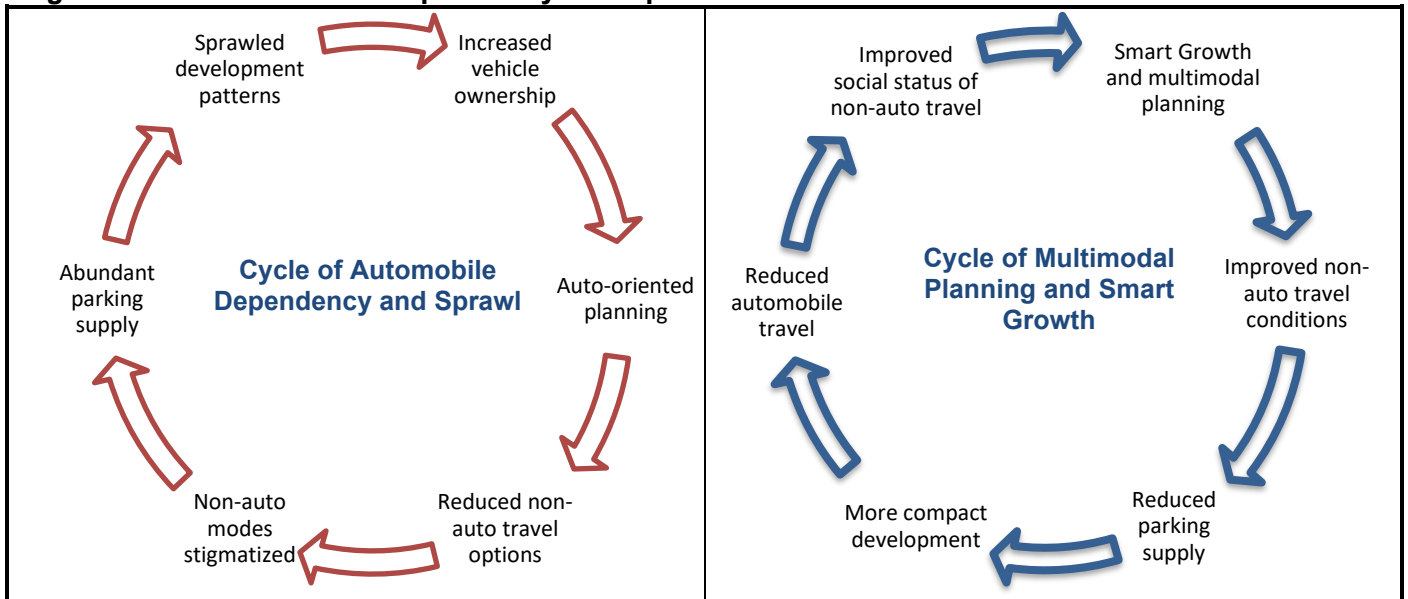 Sprawled
development
patterns
Increased
vehicle
ownership
Auto-oriented
planning
Reduced non-
auto travel
options
Non-auto
modes
stigmatized
Abundant
parking
supply
Cycle of Automobile
Dependency and Sprawl
Improved
social status of
non-auto travel
Smart Growth
and multimodal
planning
Improved non-
auto travel
conditions
Reduced
parking
supply
More compact
development
Reduced
automobile
travel
Cycle of Multimodal
Planning and Smart
Growth